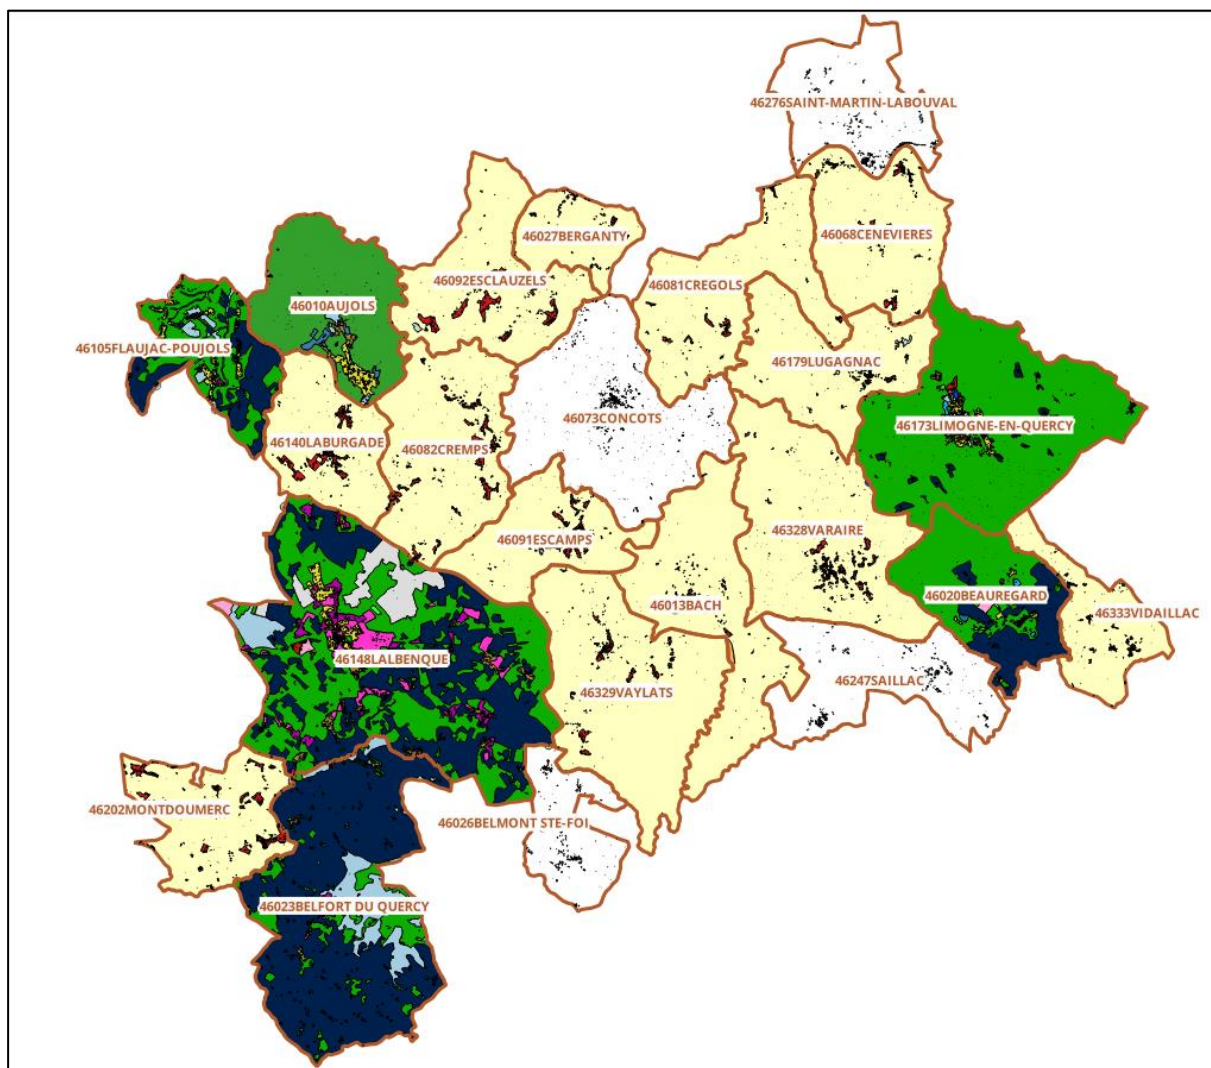 46276SAINT-MARTIN-LABOUVAL
46027BERGANTY
46068CENEVIERES
46092ESCLAUZELS
46081CREGOLS
46010AUJOLS
46105FLAUJAC-POUJOLS
46179LUGAGNAC
46073CONCOTS
46173LIMOGNE-EN-QUERCY
46140LABURGADE
46082CREMPS
46328VARAIRE
46091ESCAMPS
46020BEAUREGARD
46013BACH
46333VIDAILLAC
46148LALBENQUE
46247SAILLAC
46329VAYLATS
46202MONTDOUMERC
46026BELMONT STE-FOI
46023BELFORT DU QUERCY